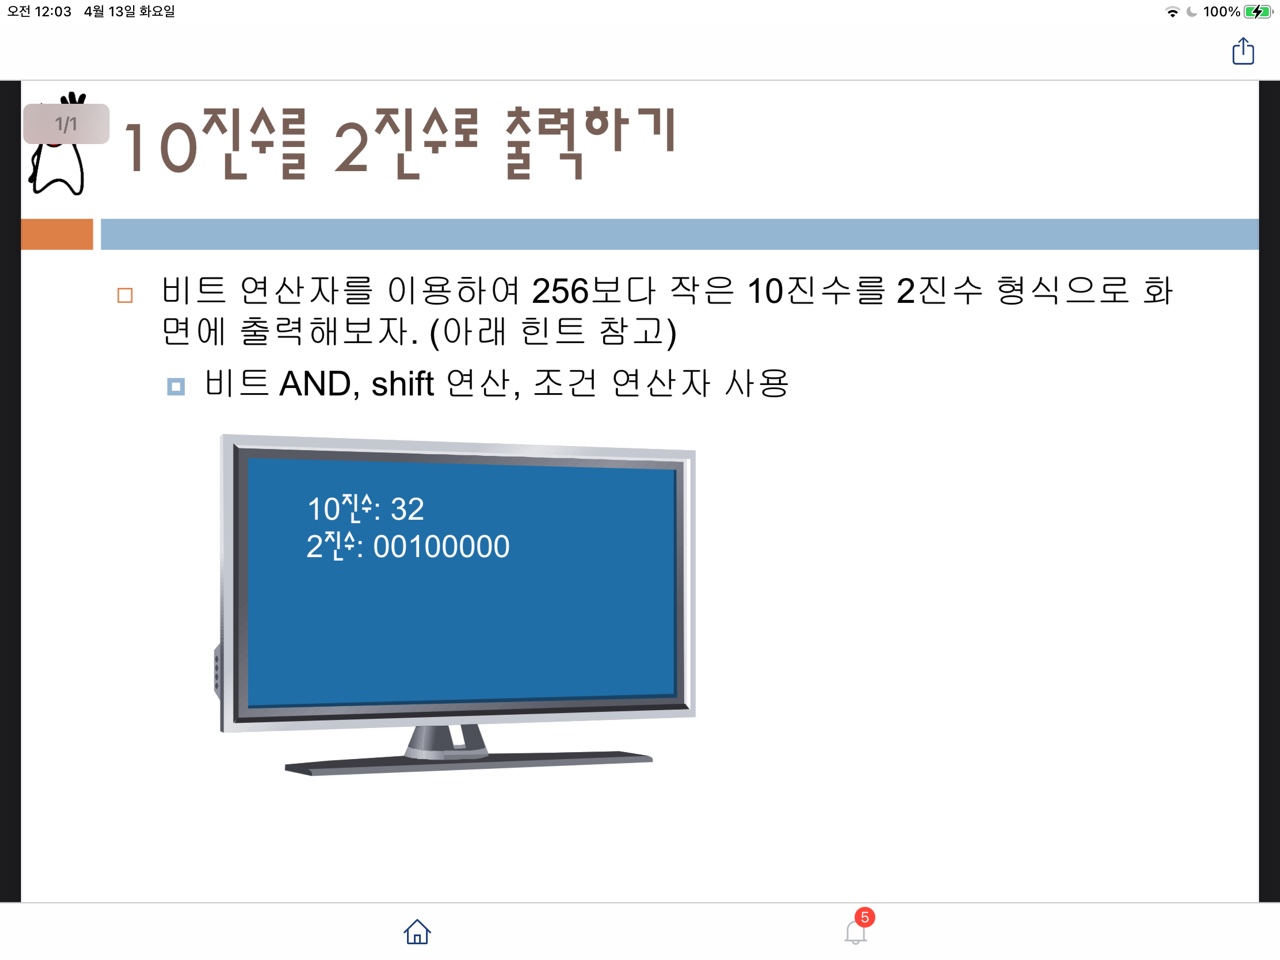 오전 12:03 4월 13일 화요일
100%
1/1
10진수를 2진수로 출력하기
비트 연산자를 이용하여 256보다 작은 10진수를 2진수 형식으로 화
면에 출력해보자. (아래 힌트 참고)
비트 AND, shift 연산, 조건 연산자 사용
10진수: 32
2진수: 00100000
5